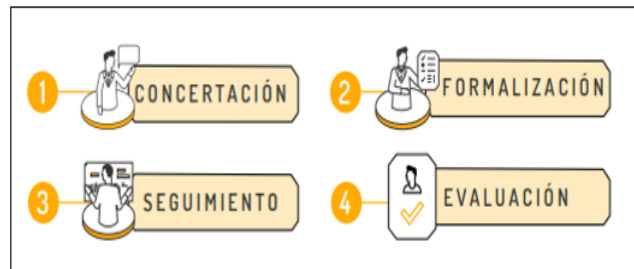 1 CONCERTACIÓN
2 FORMALIZACIÓN
3 SEGUIMIENTO
4 EVALUACIÓN